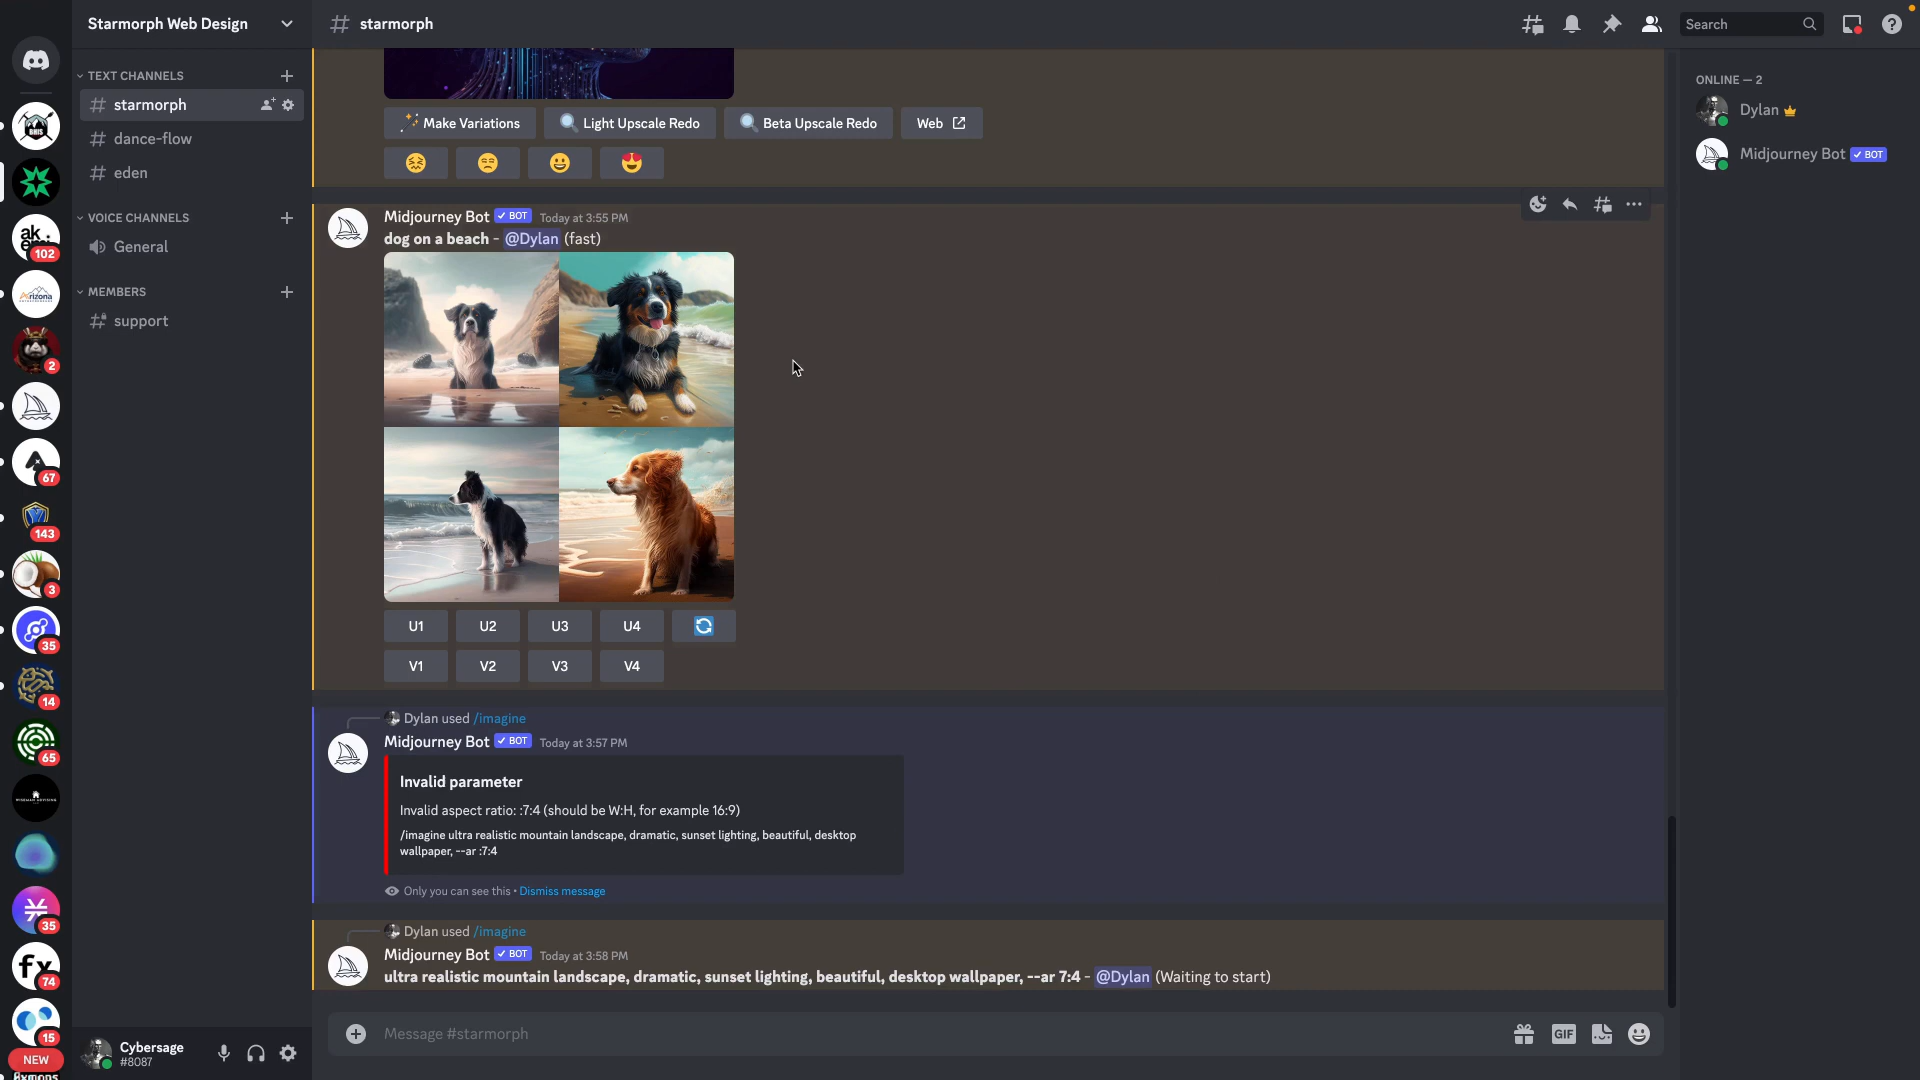 Starmorph Web Design
starmorph
Search
TEXT CHANNELS
starmorph
dance-flow
eden
VOICE CHANNELS
General
MEMBERS
support
BHIS
ak
102
Arizona
2
67
143
3
35
14
65
35
fx
74
15
NEW
Cybersage
#8087
Make Variations
Light Upscale Redo
Beta Upscale Redo
Web
Midjourney Bot ✓ BOT Today at 3:55 PM
dog on a beach - @Dylan (fast)
U1 U2 U3 U4
V1 V2 V3 V4
Dylan used /imagine
Midjourney Bot ✓ BOT Today at 3:57 PM
Invalid parameter
Invalid aspect ratio: :7:4 (should be W:H, for example 16:9)
/imagine ultra realistic mountain landscape, dramatic, sunset lighting, beautiful, desktop
wallpaper, --ar :7:4
Only you can see this • Dismiss message
Dylan used /imagine
Midjourney Bot ✓ BOT Today at 3:58 PM
ultra realistic mountain landscape, dramatic, sunset lighting, beautiful, desktop wallpaper, --ar 7:4 - @Dylan (Waiting to start)
Message #starmorph
GIF
ONLINE — 2
Dylan
Midjourney Bot ✓ BOT